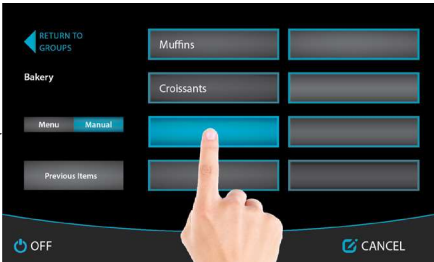 RETURN TO
GROUPS
Bakery
Menu Manual
Previous Items
Muffins
Croissants
OFF
CANCEL